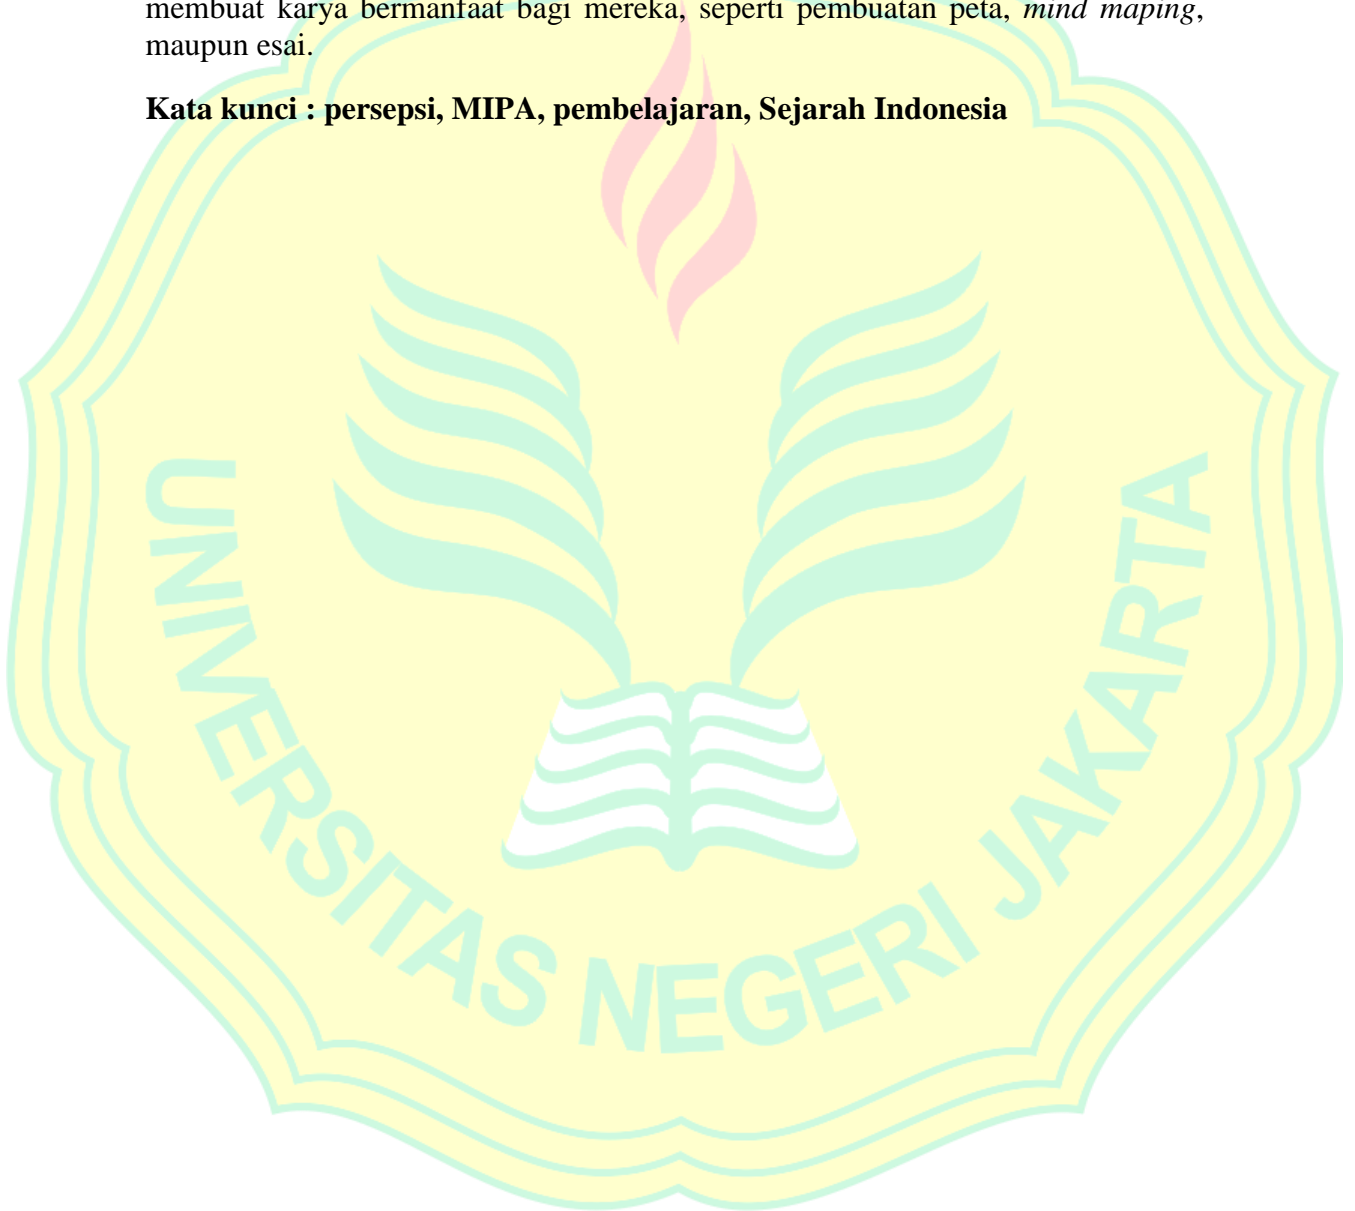 membuat karya bermanfaat bagi mereka, seperti pembuatan peta, mind maping,
maupun esai.
Kata kunci : persepsi, MIPA, pembelajaran, Sejarah Indonesia
UNIVERSITAS NEGERI JAKARTA